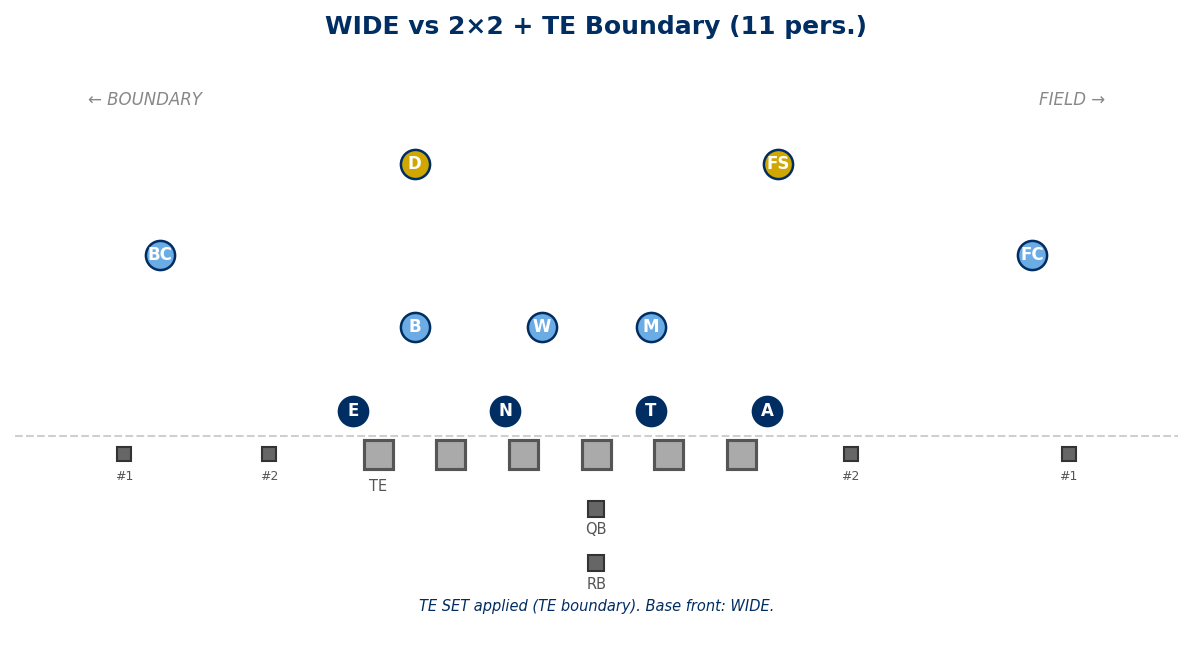 WIDE vs 2×2 + TE Boundary (11 pers.)
← BOUNDARY
FIELD →
D
FS
BC
FC
B
W
M
E
N
T
A
#1
#2
TE
#2
#1
QB
RB
TE SET applied (TE boundary). Base front: WIDE.